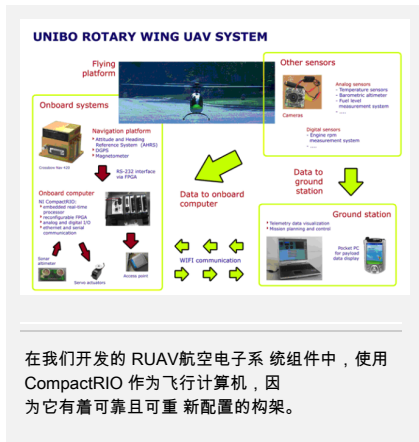 UNIBO ROTARY WING UAV SYSTEM
Flying
platform
Other sensors
Analog sensors
- Temperature sensors
- Barometric altimeter
- Fuel level
measurement system
- ....
Cameras
Digital sensors
- Engine rpm
measurement system
- ....
Onboard systems
Crossbow Nav 420
Navigation platform
* Attitude and Heading
Reference System (AHRS)
* DGPS
* Magnetometer
RS-232 interface
via FPGA
Onboard computer
NI CompactRIO:
* embedded real-time
processor
* reconfigurable FPGA
* analog and digital I/O
* ethernet and serial
communication
Sonar
altimeter
Servo actuators
Access point
Data to onboard
computer
WIFI communication
Data to
ground
station
Ground station
* Telemetry data visualization
* Mission planning and control
Pocket PC
for payload
data display
在我们开发的 RUAV航空电子系 统组件中，使用
CompactRIO 作为飞行计算机，因
为它有着可靠且可重 新配置的构架。